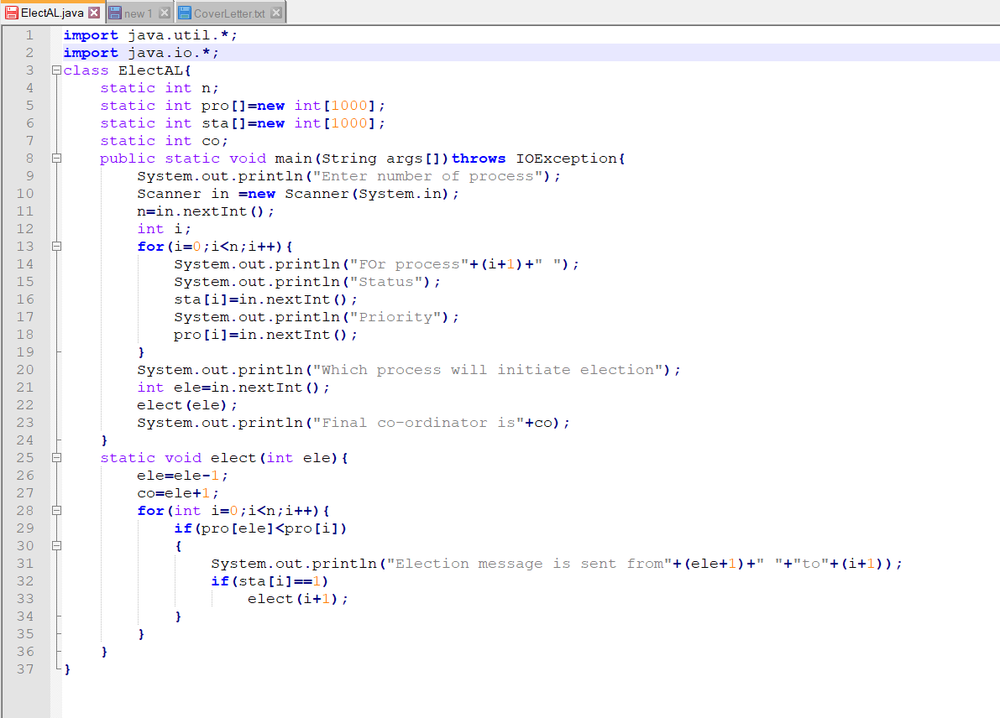 ElectAL.java new 1 CoverLetter.txt
1 import java.util.*;
2 import java.io.*;
3 class ElectAL{
4 static int n;
5 static int pro[]=new int[1000];
6 static int sta[]=new int[1000];
7 static int co;
8 public static void main(String args[])throws IOException{
9 System.out.println("Enter number of process");
10 Scanner in =new Scanner(System.in);
11 n=in.nextInt();
12 int i;
13 for(i=0;i<n;i++){
14 System.out.println("FOr process"+(i+1)+" ");
15 System.out.println("Status");
16 sta[i]=in.nextInt();
17 System.out.println("Priority");
18 pro[i]=in.nextInt();
19 }
20 System.out.println("Which process will initiate election");
21 int ele=in.nextInt();
22 elect(ele);
23 System.out.println("Final co-ordinator is"+co);
24 }
25 static void elect(int ele){
26 ele=ele-1;
27 co=ele+1;
28 for(int i=0;i<n;i++){
29 if(pro[ele]<pro[i])
30 {
31 System.out.println("Election message is sent from"+(ele+1)+" "+"to"+(i+1));
32 if(sta[i]==1)
33 elect(i+1);
34 }
35 }
36 }
37 }